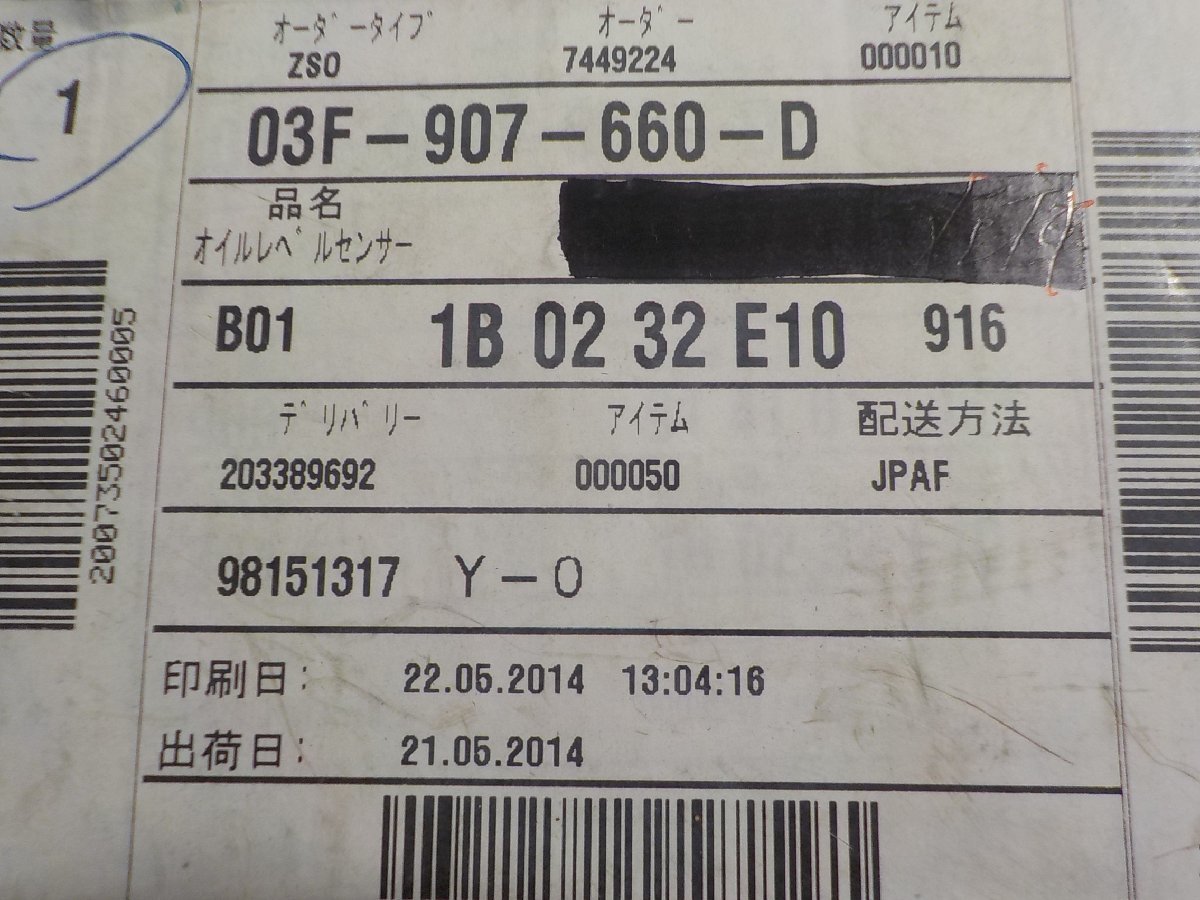 数量
1
オーダータイプ オーダー アイテム
ZSO 7449224 000010
03F-907-660-D
品名
オイルレベルセンサー
B01 1B 02 32 E10 916
デリバリー アイテム 配送方法
203389692 000050 JPAF
98151317 Y-O
印刷日: 22.05.2014 13:04:16
出荷日: 21.05.2014
20073502460005